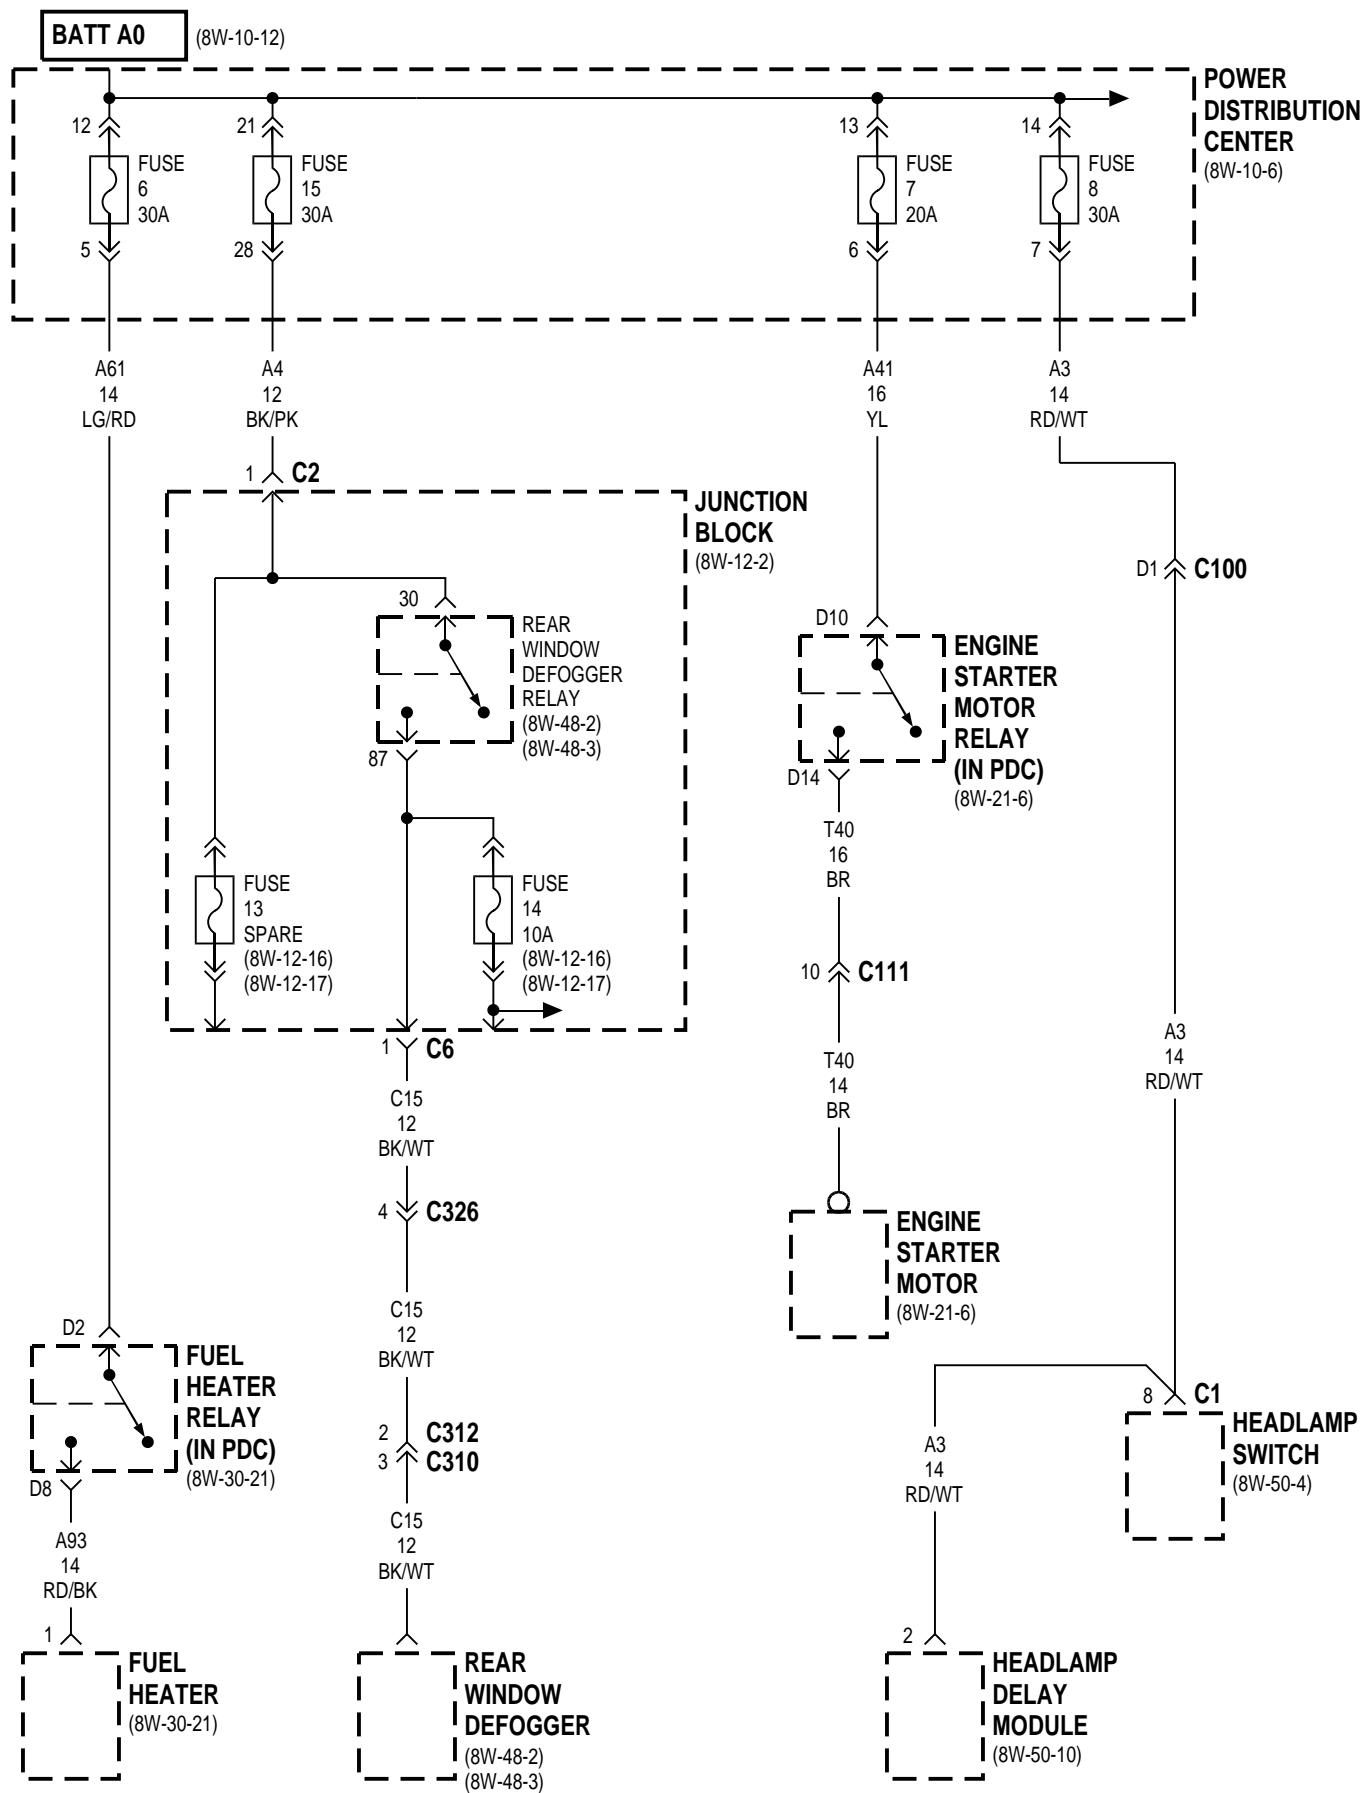 BATT A0
(8W-10-12)
POWER
DISTRIBUTION
CENTER
(8W-10-6)
12
FUSE
6
30A
5
21
FUSE
15
30A
28
13
FUSE
7
20A
6
14
FUSE
8
30A
7
A61
14
LG/RD
A4
12
BK/PK
A41
16
YL
A3
14
RD/WT
1
C2
JUNCTION
BLOCK
(8W-12-2)
30
REAR
WINDOW
DEFOGGER
RELAY
(8W-48-2)
(8W-48-3)
87
FUSE
13
SPARE
(8W-12-16)
(8W-12-17)
FUSE
14
10A
(8W-12-16)
(8W-12-17)
1
C6
C15
12
BK/WT
4
C326
C15
12
BK/WT
2
C312
3
C310
C15
12
BK/WT
REAR
WINDOW
DEFOGGER
(8W-48-2)
(8W-48-3)
D2
FUEL
HEATER
RELAY
(IN PDC)
(8W-30-21)
D8
A93
14
RD/BK
1
FUEL
HEATER
(8W-30-21)
D10
ENGINE
STARTER
MOTOR
RELAY
(IN PDC)
(8W-21-6)
D14
T40
16
BR
10
C111
T40
14
BR
ENGINE
STARTER
MOTOR
(8W-21-6)
D1
C100
A3
14
RD/WT
8
C1
HEADLAMP
SWITCH
(8W-50-4)
A3
14
RD/WT
2
HEADLAMP
DELAY
MODULE
(8W-50-10)